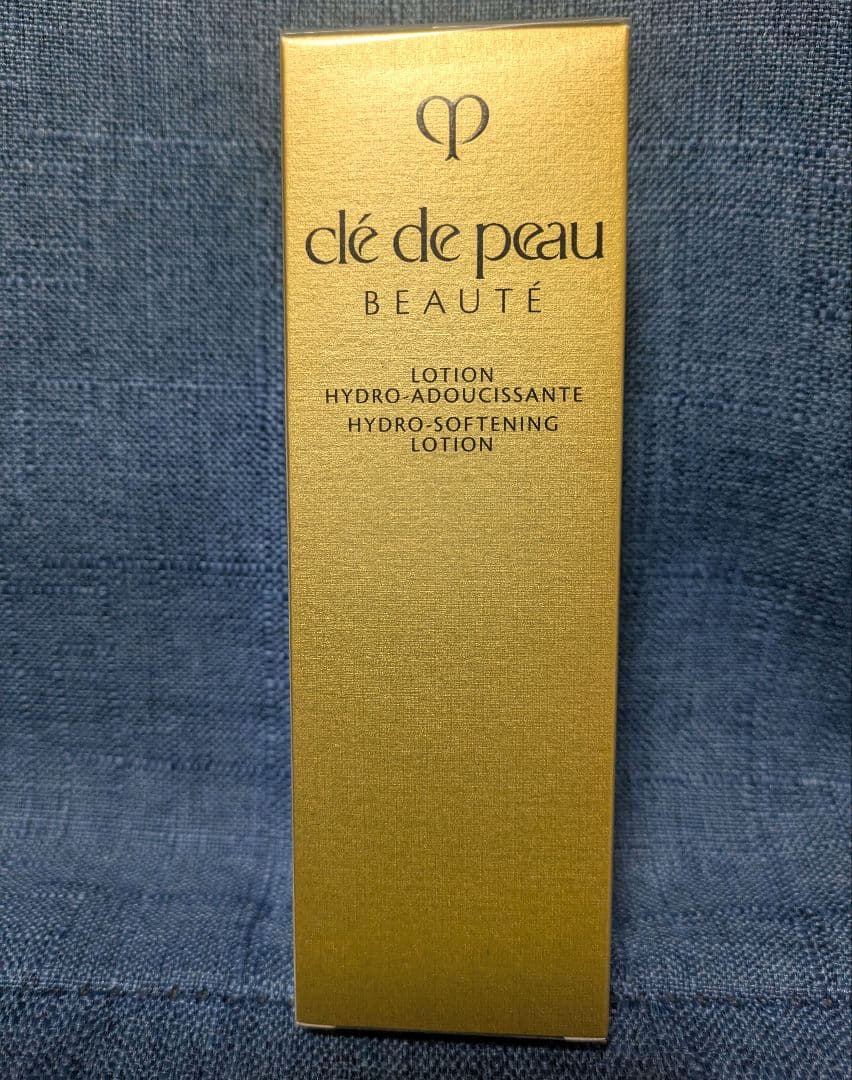 clé de peau
BEAUTÉ
LOTION
HYDRO-ADOUCISSANTE
HYDRO-SOFTENING
LOTION